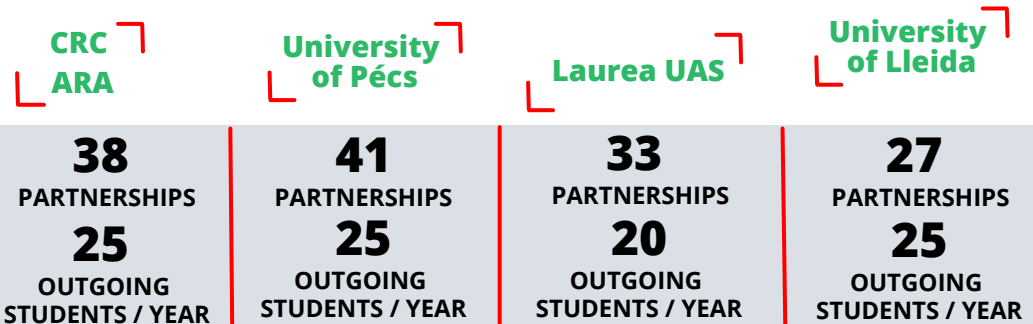 CRC
ARA
38
PARTNERSHIPS
25
OUTGOING
STUDENTS / YEAR
University
of Pécs
41
PARTNERSHIPS
25
OUTGOING
STUDENTS / YEAR
Laurea UAS
33
PARTNERSHIPS
20
OUTGOING
STUDENTS / YEAR
University
of Lleida
27
PARTNERSHIPS
25
OUTGOING
STUDENTS / YEAR